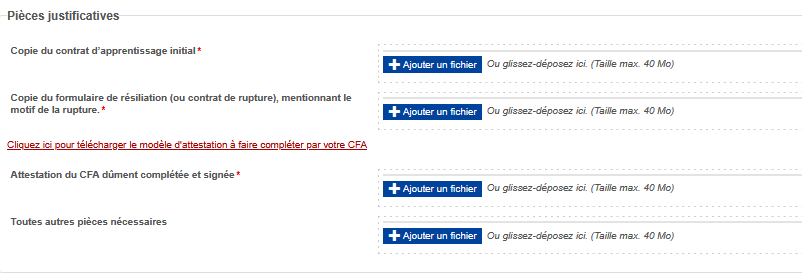 Pièces justificatives
Copie du contrat d'apprentissage initial *
Ajouter un fichier Ou glissez-déposez ici. (Taille max. 40 Mo)
Copie du formulaire de résiliation (ou contrat de rupture), mentionnant le
motif de la rupture. *
Ajouter un fichier Ou glissez-déposez ici. (Taille max. 40 Mo)
Cliquez ici pour télécharger le modèle d'attestation à faire compléter par votre CFA
Attestation du CFA dûment complétée et signée *
Ajouter un fichier Ou glissez-déposez ici. (Taille max. 40 Mo)
Toutes autres pièces nécessaires
Ajouter un fichier Ou glissez-déposez ici. (Taille max. 40 Mo)